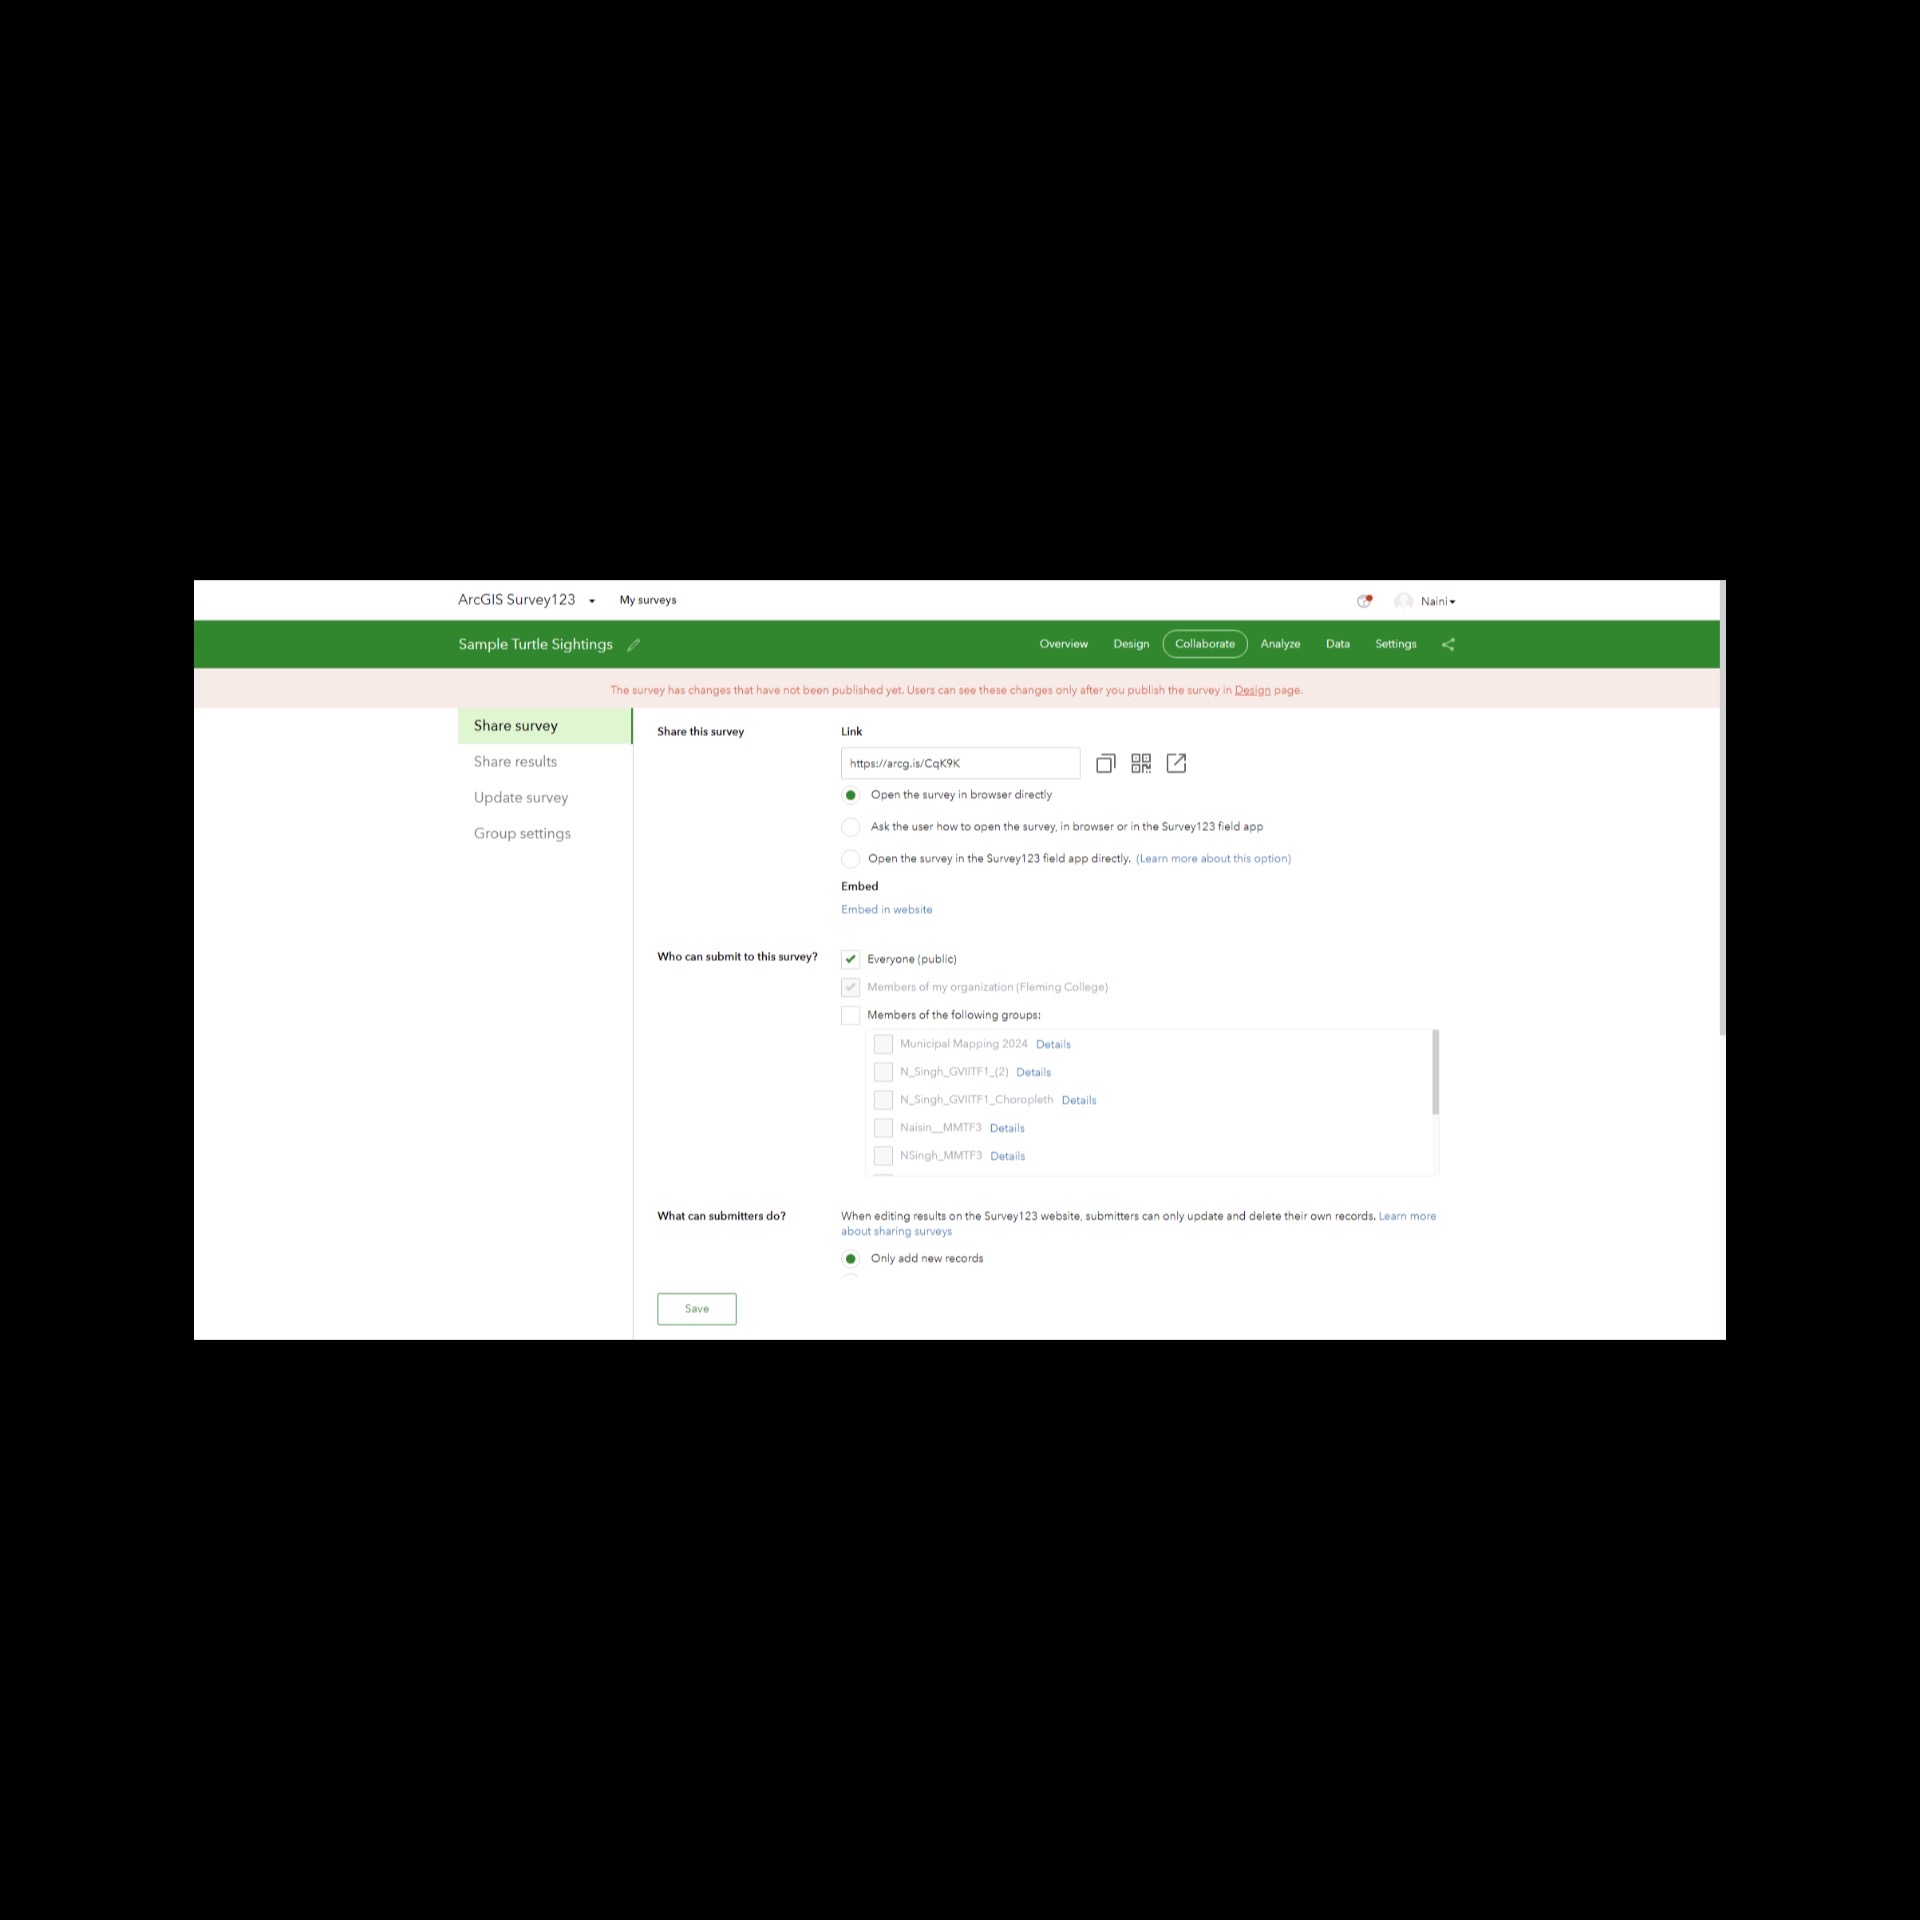 ArcGIS Survey123 My surveys Naini
Sample Turtle Sightings Overview Design Collaborate Analyze Data Settings
The survey has changes that have not been published yet. Users can see these changes only after you publish the survey in Design page.
Share survey
Share results
Update survey
Group settings
Share this survey
Link
https://arcg.is/CqK9K
Open the survey in browser directly
Ask the user how to open the survey, in browser or in the Survey123 field app
Open the survey in the Survey123 field app directly. (Learn more about this option)
Embed
Embed in website
Who can submit to this survey?
Everyone (public)
Members of my organization (Fleming College)
Members of the following groups:
Municipal Mapping 2024 Details
N_Singh_GVIITF1_(2) Details
N_Singh_GVIITF1_Choropleth Details
Naisin__MMTF3 Details
NSingh_MMTF3 Details
What can submitters do?
When editing results on the Survey123 website, submitters can only update and delete their own records. Learn more
about sharing surveys
Only add new records
Save